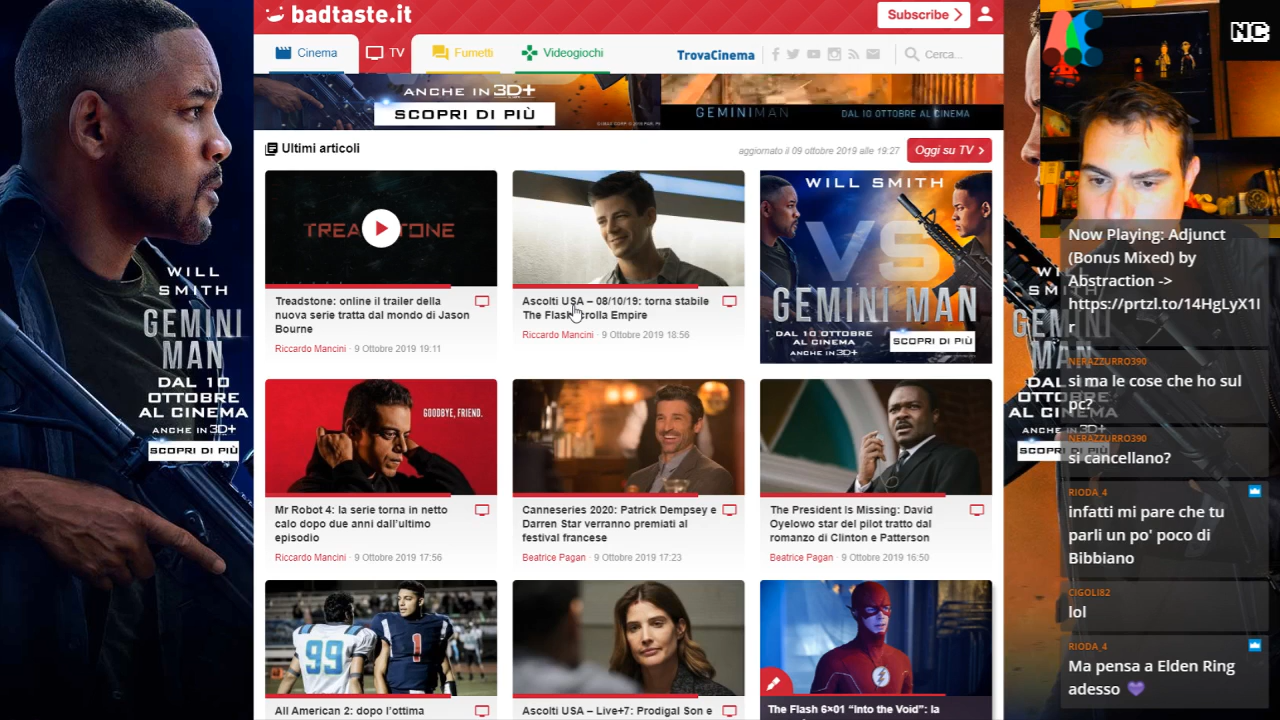 badtaste.it
Subscribe
Cinema
TV
Fumetti
Videogiochi
TrovaCinema
Cerca...
NC
ANCHE IN 3D+
SCOPRI DI PIÙ
GEMINI MAN
DAL 10 OTTOBRE AL CINEMA
Ultimi articoli
aggiornato il 09 ottobre 2019 alle 19:27
Oggi su TV
TREADSTONE
Treadstone: online il trailer della
nuova serie tratta dal mondo di Jason
Bourne
Riccardo Mancini · 9 Ottobre 2019 19:11
Ascolti USA – 08/10/19: torna stabile
The Flash, crolla Empire
Riccardo Mancini · 9 Ottobre 2019 18:56
WILL SMITH
VS
GEMINI MAN
DAL 10 OTTOBRE
AL CINEMA
ANCHE IN 3D+
SCOPRI DI PIÙ
GOODBYE, FRIEND.
Mr Robot 4: la serie torna in netto
calo dopo due anni dall'ultimo
episodio
Riccardo Mancini · 9 Ottobre 2019 17:56
Canneseries 2020: Patrick Dempsey e
Darren Star verranno premiati al
festival francese
Beatrice Pagan · 9 Ottobre 2019 17:23
The President Is Missing: David
Oyelowo star del pilot tratto dal
romanzo di Clinton e Patterson
Beatrice Pagan · 9 Ottobre 2019 16:50
99
1
All American 2: dopo l'ottima
Ascolti USA – Live+7: Prodigal Son e
The Flash 6×01 “Into the Void”: la
WILL
SMITH
GEMINI
MAN
DAL 10
OTTOBRE
AL CINEMA
ANCHE IN 3D+
SCOPRI DI PIÙ
Now Playing: Adjunct
(Bonus Mixed) by
Abstraction ->
https://prtzl.to/14HgLyX1I
r
NERAZZURRO390
si ma le cose che ho sul
pc?
NERAZZURRO390
si cancellano?
RIODA_4
infatti mi pare che tu
parli un po' poco di
Bibbiano
CIGOLI82
lol
RIODA_4
Ma pensa a Elden Ring
adesso 💜